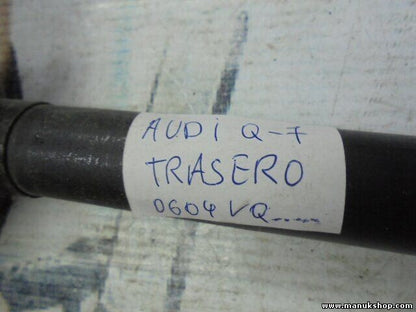 AUDI Q-7
TRASERO
0604VQ......
www.manukshop.com